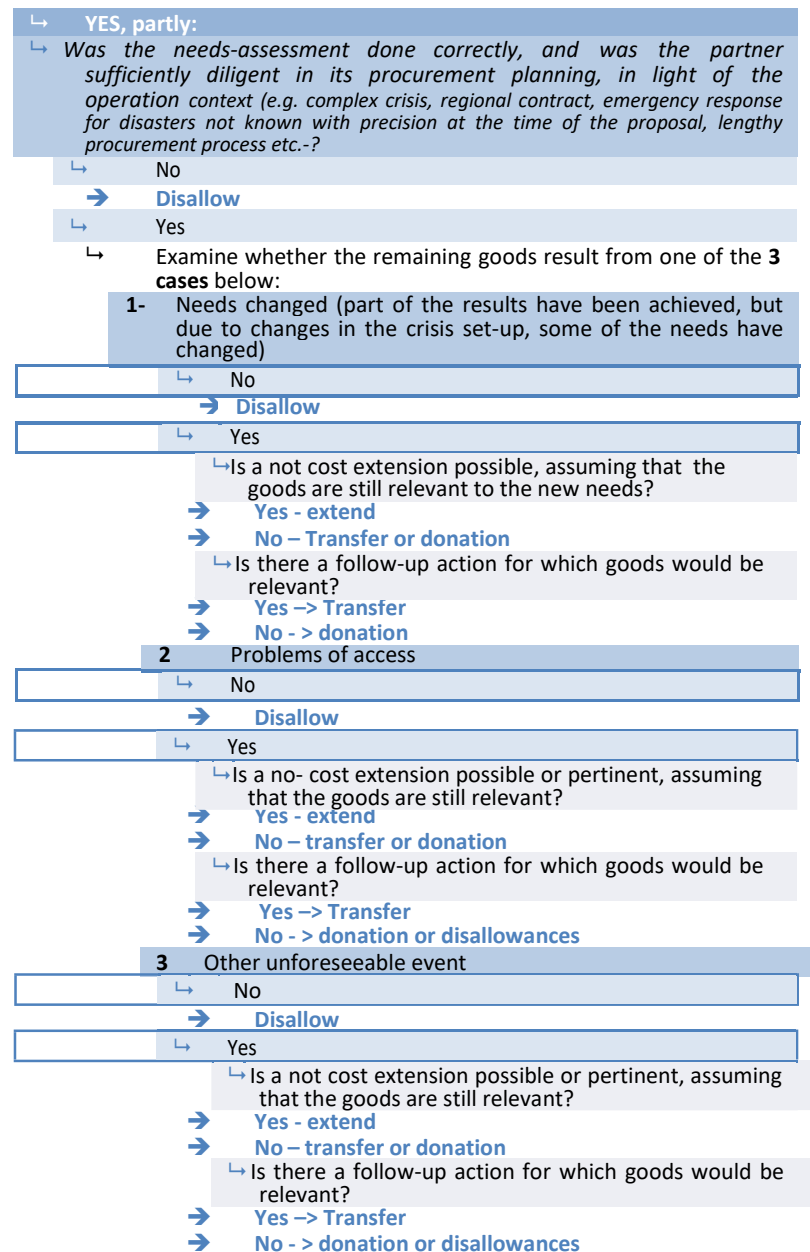 ↳ YES, partly:
↳ Was the needs-assessment done correctly, and was the partner
sufficiently diligent in its procurement planning, in light of the
operation context (e.g. complex crisis, regional contract, emergency response
for disasters not known with precision at the time of the proposal, lengthy
procurement process etc.-?
↳ No
➔ Disallow
↳ Yes
↳ Examine whether the remaining goods result from one of the 3
cases below:
1- Needs changed (part of the results have been achieved, but
due to changes in the crisis set-up, some of the needs have
changed)
↳ No
➔ Disallow
↳ Yes
↳Is a not cost extension possible, assuming that the
goods are still relevant to the new needs?
➔ Yes - extend
➔ No – Transfer or donation
↳Is there a follow-up action for which goods would be
relevant?
➔ Yes –> Transfer
➔ No - > donation
2 Problems of access
↳ No
➔ Disallow
↳ Yes
↳Is a no- cost extension possible or pertinent, assuming
that the goods are still relevant?
➔ Yes - extend
➔ No – transfer or donation
↳Is there a follow-up action for which goods would be
relevant?
➔ Yes –> Transfer
➔ No - > donation or disallowances
3 Other unforeseeable event
↳ No
➔ Disallow
↳ Yes
↳Is a not cost extension possible or pertinent, assuming
that the goods are still relevant?
➔ Yes - extend
➔ No – transfer or donation
↳Is there a follow-up action for which goods would be
relevant?
➔ Yes –> Transfer
➔ No - > donation or disallowances